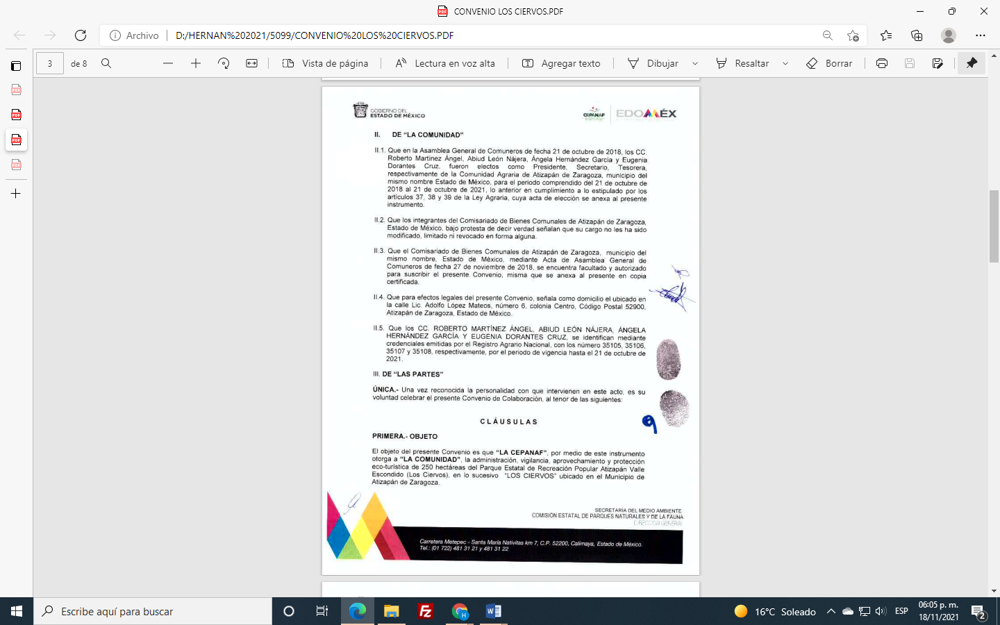 CONVENIO LOS CIERVOS.PDF
Archivo
D:/HERNAN%202021/5099/CONVENIO%20LOS%20CIERVOS.PDF
3
de 8
Vista de página
Lectura en voz alta
Agregar texto
Dibujar
Resaltar
Borrar
GOBIERNO DEL
ESTADO DE MÉXICO
CEPANAF
EDOMÉX
II. DE “LA COMUNIDAD”
II.1. Que en la Asamblea General de Comuneros de fecha 21 de octubre de 2018, los CC.
Roberto Martinez Ángel, Abiud León Nájera, Ángela Hernández García y Eugenia
Dorantes Cruz, fueron electos como Presidente, Secretario, Tesorera,
respectivamente de la Comunidad Agraria de Atizapán de Zaragoza, municipio del
mismo nombre Estado de México, para el periodo comprendido del 21 de octubre de
2018 al 21 de octubre de 2021, lo anterior en cumplimiento a lo estipulado por los
artículos 37, 38 y 39 de la Ley Agraria, cuya acta de elección se anexa al presente
instrumento.
II.2. Que los integrantes del Comisariado de Bienes Comunales de Atizapán de Zaragoza,
Estado de México, bajo protesta de decir verdad señalan que su cargo no les ha sido
modificado, limitado ni revocado en forma alguna.
II.3. Que el Comisariado de Bienes Comunales de Atizapán de Zaragoza, municipio del
mismo nombre, Estado de México, mediante Acta de Asamblea General de
Comuneros de fecha 27 de noviembre de 2018, se encuentra facultado y autorizado
para suscribir el presente Convenio, misma que se anexa al presente en copia
certificada.
II.4. Que para efectos legales del presente Convenio, señala como domicilio el ubicado en
la calle Lic. Adolfo López Mateos, número 6, colonia Centro, Código Postal 52900,
Atizapán de Zaragoza, Estado de México.
II.5. Que los CC. ROBERTO MARTÍNEZ ÁNGEL, ABIUD LEÓN NÁJERA, ÁNGELA
HERNÁNDEZ GARCÍA Y EUGENIA DORANTES CRUZ, se identifican mediante
credenciales emitidas por el Registro Agrario Nacional, con los número 35105, 35106,
35107 y 35108, respectivamente, por el periodo de vigencia hasta el 21 de octubre de
2021.
III. DE “LAS PARTES”
ÚNICA.- Una vez reconocida la personalidad con que intervienen en este acto, es su
voluntad celebrar el presente Convenio de Colaboración, al tenor de las siguientes:
CLÁUSULAS
PRIMERA.- OBJETO
El objeto del presente Convenio es que “LA CEPANAF”, por medio de este instrumento
otorga a “LA COMUNIDAD”, la administración, vigilancia, aprovechamiento y protección
eco-turística de 250 hectáreas del Parque Estatal de Recreación Popular Atizapán Valle
Escondido (Los Ciervos), en lo sucesivo “LOS CIERVOS” ubicado en el Municipio de
Atizapán de Zaragoza.
SECRETARÍA DEL MEDIO AMBIENTE
COMISIÓN ESTATAL DE PARQUES NATURALES Y DE LA FAUNA
DIRECCIÓN GENERAL
Carretera Metepec - Santa María Nativitas km 7, C.P. 52200, Calimaya, Estado de México.
Tel.: (01 722) 481 31 21 y 481 31 22
Escribe aquí para buscar
16°C Soleado
ESP
06:05 p. m.
18/11/2021
2